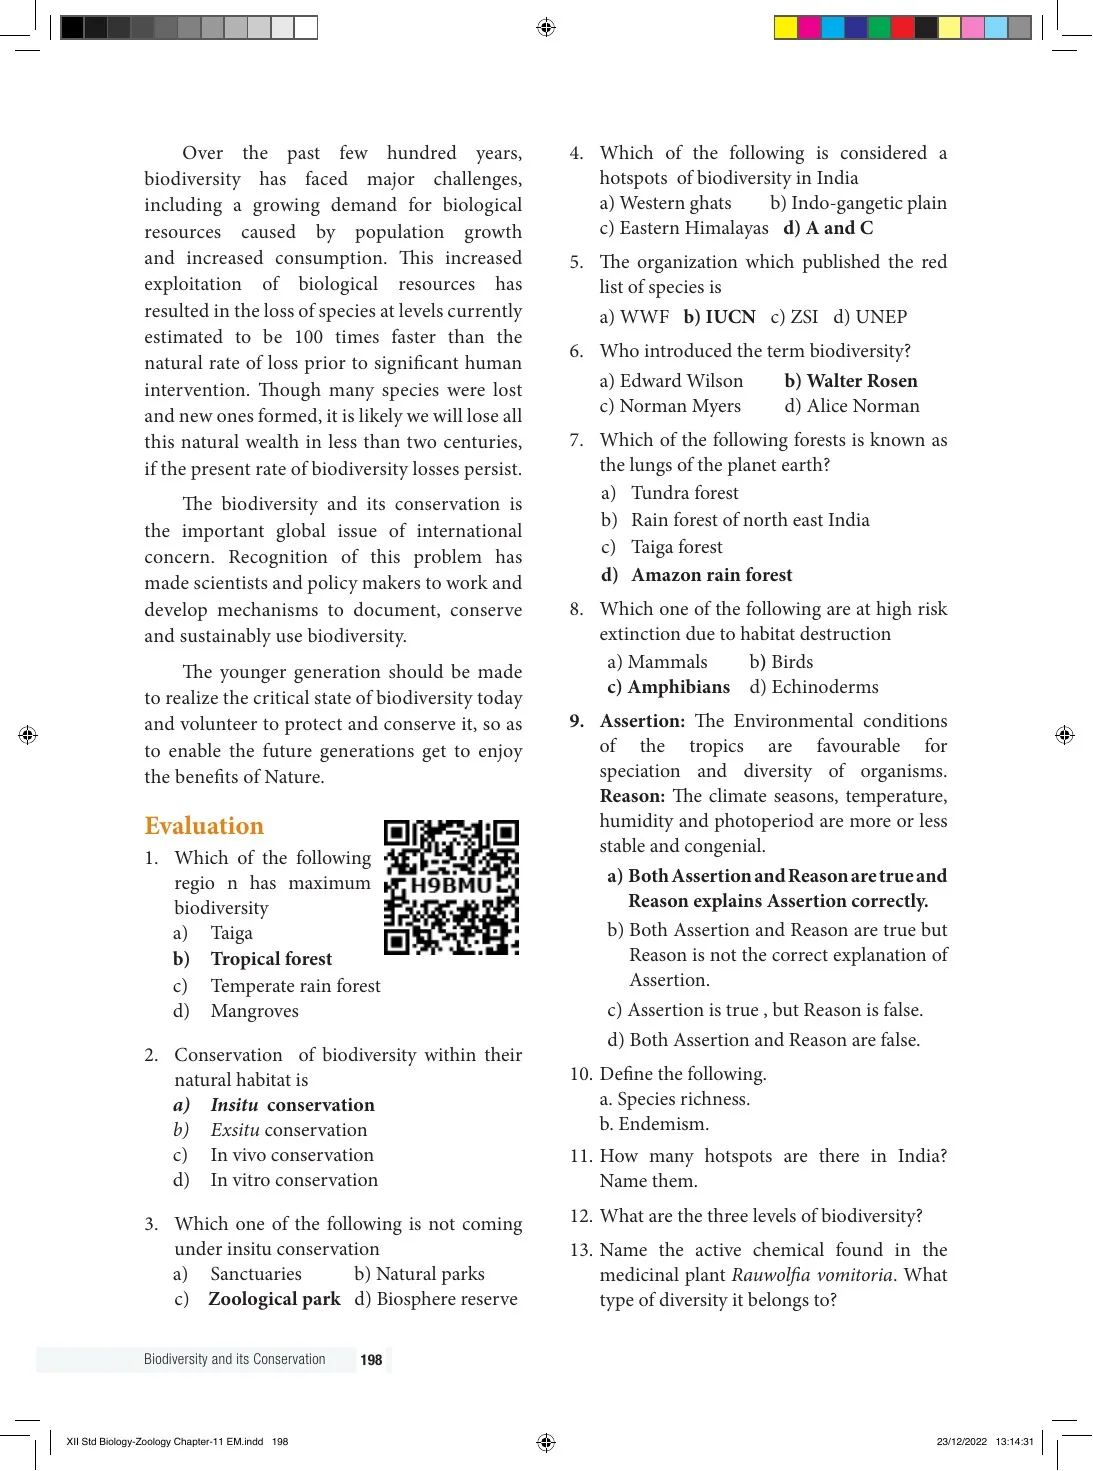 Over the past few hundred years,
biodiversity has faced major challenges,
including a growing demand for biological
resources caused by population growth
and increased consumption. This increased
exploitation of biological resources has
resulted in the loss of species at levels currently
estimated to be 100 times faster than the
natural rate of loss prior to significant human
intervention. Though many species were lost
and new ones formed, it is likely we will lose all
this natural wealth in less than two centuries,
if the present rate of biodiversity losses persist.
The biodiversity and its conservation is
the important global issue of international
concern. Recognition of this problem has
made scientists and policy makers to work and
develop mechanisms to document, conserve
and sustainably use biodiversity.
The younger generation should be made
to realize the critical state of biodiversity today
and volunteer to protect and conserve it, so as
to enable the future generations get to enjoy
the benefits of Nature.
Evaluation
1. Which of the following
regio n has maximum
biodiversity
a) Taiga
b) Tropical forest
c) Temperate rain forest
d) Mangroves
H9BMU
2. Conservation of biodiversity within their
natural habitat is
a) Insitu conservation
b) Exsitu conservation
c) In vivo conservation
d) In vitro conservation
3. Which one of the following is not coming
under insitu conservation
a) Sanctuaries b) Natural parks
c) Zoological park d) Biosphere reserve
4. Which of the following is considered a
hotspots of biodiversity in India
a) Western ghats b) Indo-gangetic plain
c) Eastern Himalayas d) A and C
5. The organization which published the red
list of species is
a) WWF b) IUCN c) ZSI d) UNEP
6. Who introduced the term biodiversity?
a) Edward Wilson b) Walter Rosen
c) Norman Myers d) Alice Norman
7. Which of the following forests is known as
the lungs of the planet earth?
a) Tundra forest
b) Rain forest of north east India
c) Taiga forest
d) Amazon rain forest
8. Which one of the following are at high risk
extinction due to habitat destruction
a) Mammals b) Birds
c) Amphibians d) Echinoderms
9. Assertion: The Environmental conditions
of the tropics are favourable for
speciation and diversity of organisms.
Reason: The climate seasons, temperature,
humidity and photoperiod are more or less
stable and congenial.
a) Both Assertion and Reason are true and
Reason explains Assertion correctly.
b) Both Assertion and Reason are true but
Reason is not the correct explanation of
Assertion.
c) Assertion is true , but Reason is false.
d) Both Assertion and Reason are false.
10. Define the following.
a. Species richness.
b. Endemism.
11. How many hotspots are there in India?
Name them.
12. What are the three levels of biodiversity?
13. Name the active chemical found in the
medicinal plant Rauwolfia vomitoria. What
type of diversity it belongs to?
Biodiversity and its Conservation 198
XII Std Biology-Zoology Chapter-11 EM.indd 198 23/12/2022 13:14:31